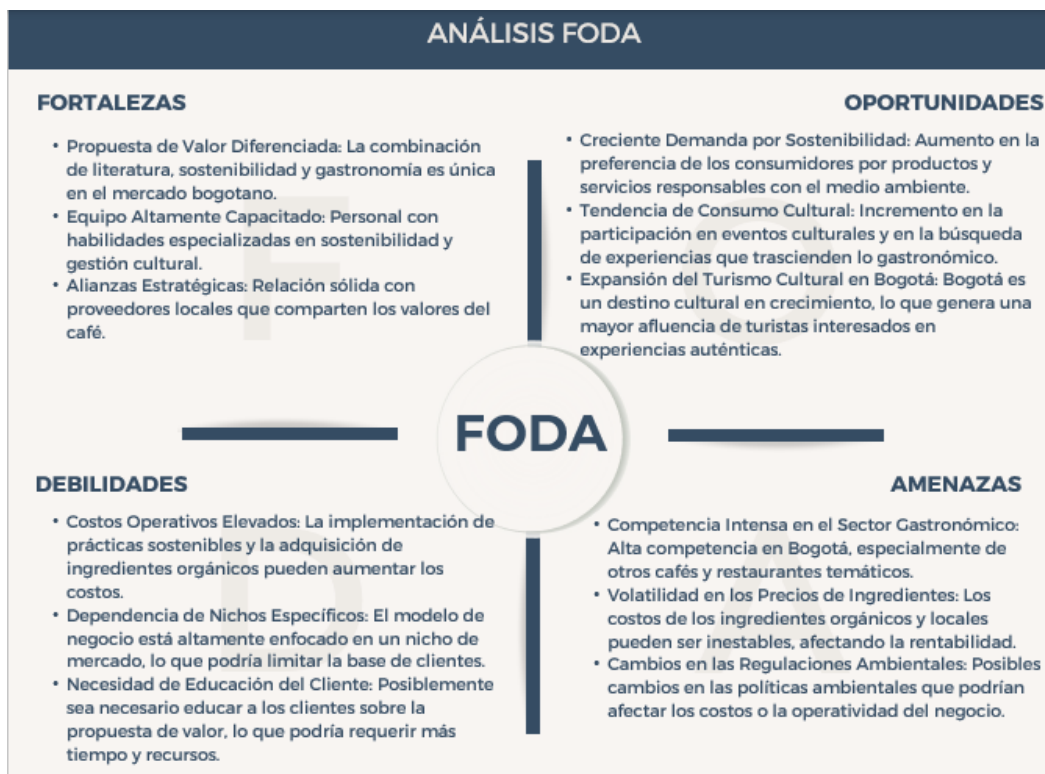 ANÁLISIS FODA
FORTALEZAS
• Propuesta de Valor Diferenciada: La combinación
de literatura, sostenibilidad y gastronomía es única
en el mercado bogotano.
• Equipo Altamente Capacitado: Personal con
habilidades especializadas en sostenibilidad y
gestión cultural.
• Alianzas Estratégicas: Relación sólida con
proveedores locales que comparten los valores del
café.
F
OPORTUNIDADES
• Creciente Demanda por Sostenibilidad: Aumento en la
preferencia de los consumidores por productos y
servicios responsables con el medio ambiente.
• Tendencia de Consumo Cultural: Incremento en la
participación en eventos culturales y en la búsqueda
de experiencias que trascienden lo gastronómico.
• Expansión del Turismo Cultural en Bogotá: Bogotá es
un destino cultural en crecimiento, lo que genera una
mayor afluencia de turistas interesados en
experiencias auténticas.
O
FODA
DEBILIDADES
• Costos Operativos Elevados: La implementación de
prácticas sostenibles y la adquisición de
ingredientes orgánicos pueden aumentar los
costos.
• Dependencia de Nichos Específicos: El modelo de
negocio está altamente enfocado en un nicho de
mercado, lo que podría limitar la base de clientes.
• Necesidad de Educación del Cliente: Posiblemente
sea necesario educar a los clientes sobre la
propuesta de valor, lo que podría requerir más
tiempo y recursos.
D
AMENAZAS
• Competencia Intensa en el Sector Gastronómico:
Alta competencia en Bogotá, especialmente de
otros cafés y restaurantes temáticos.
• Volatilidad en los Precios de Ingredientes: Los
costos de los ingredientes orgánicos y locales
pueden ser inestables, afectando la rentabilidad.
• Cambios en las Regulaciones Ambientales: Posibles
cambios en las políticas ambientales que podrían
afectar los costos o la operatividad del negocio.
A